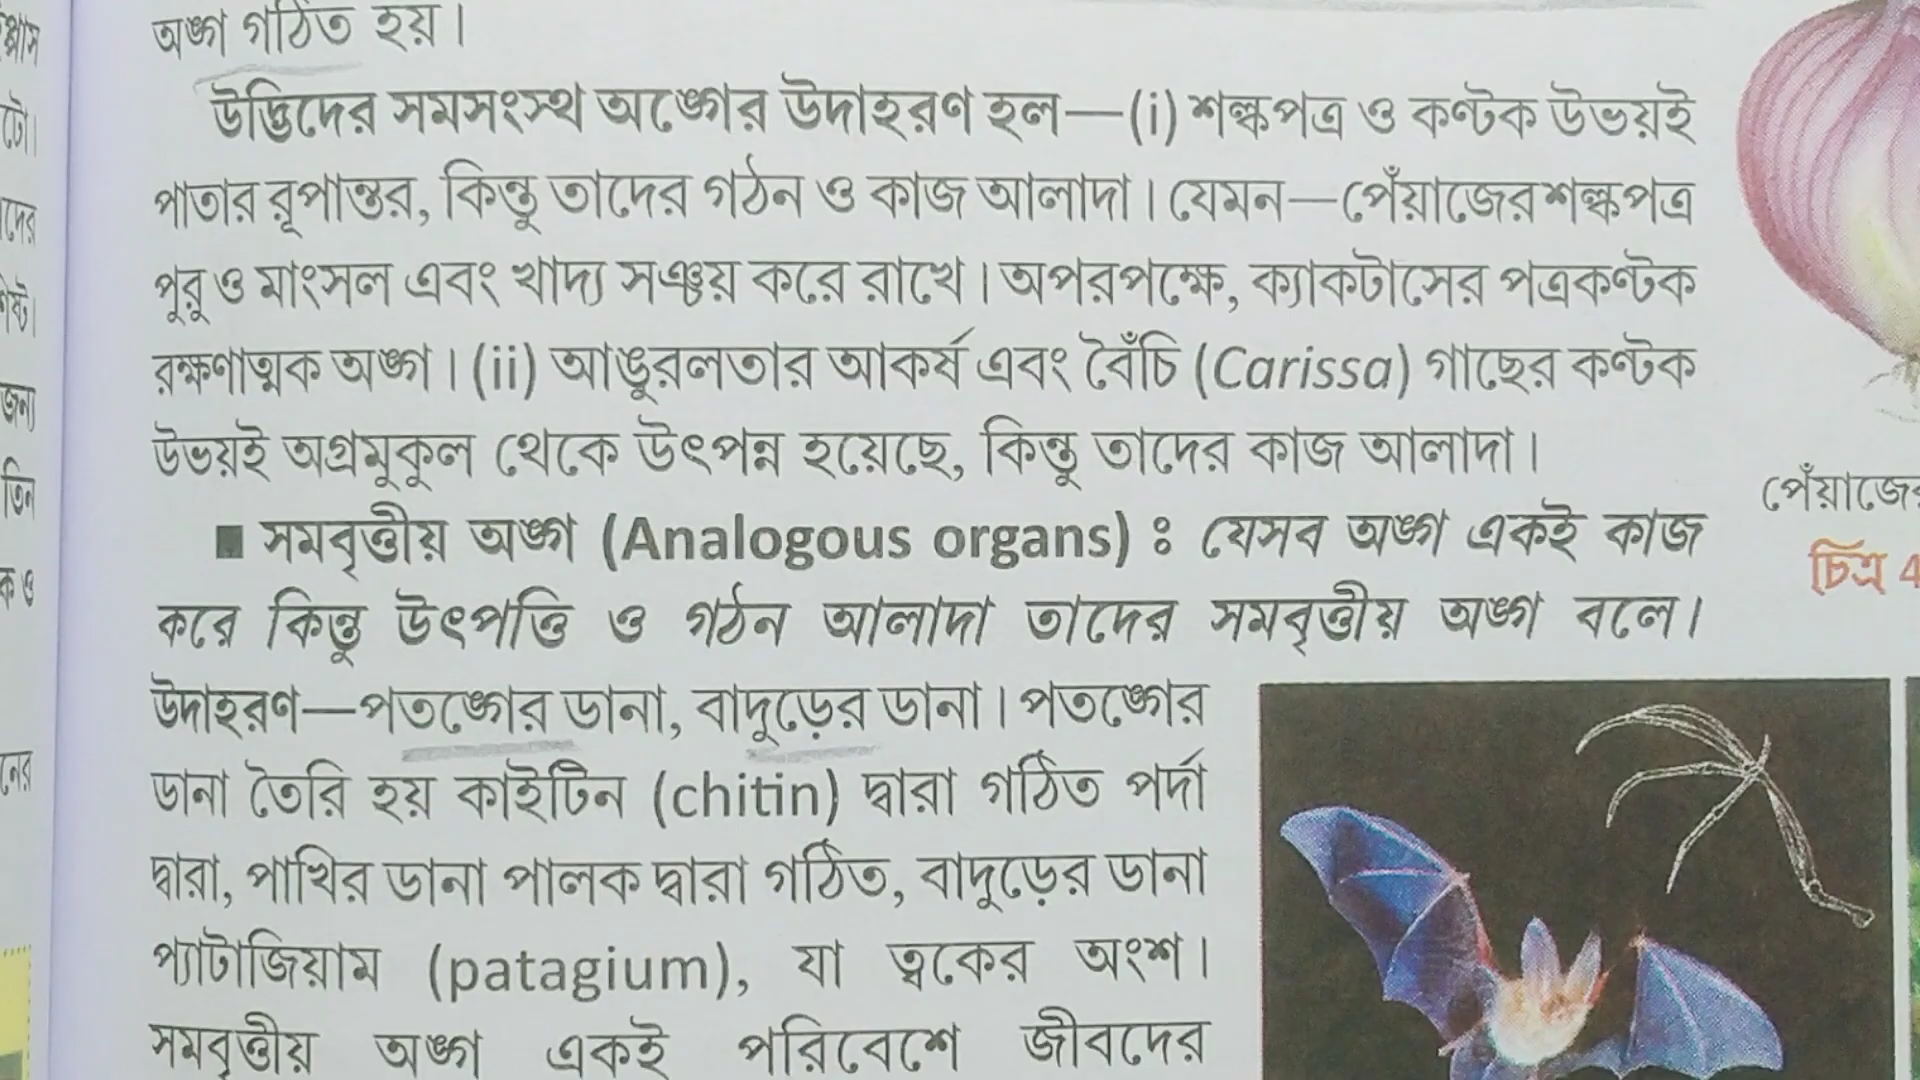 অঙ্গ গঠিত হয়।
উদ্ভিদের সমসংস্থ অঙ্গের উদাহরণ হল—(i) শল্কপত্র ও কণ্টক উভয়ই
পাতার রূপান্তর, কিন্তু তাদের গঠন ও কাজ আলাদা। যেমন—পেঁয়াজের শল্কপত্র
পুরু ও মাংসল এবং খাদ্য সঞ্চয় করে রাখে। অপরপক্ষে, ক্যাকটাসের পত্রকণ্টক
রক্ষণাত্মক অঙ্গ। (ii) আঙুরলতার আকর্ষ এবং বৈঁচি (Carissa) গাছের কণ্টক
উভয়ই অগ্রমুকুল থেকে উৎপন্ন হয়েছে, কিন্তু তাদের কাজ আলাদা।
■ সমবৃত্তীয় অঙ্গ (Analogous organs) : যেসব অঙ্গ একই কাজ
করে কিন্তু উৎপত্তি ও গঠন আলাদা তাদের সমবৃত্তীয় অঙ্গ বলে।
উদাহরণ—পতঙ্গের ডানা, বাদুড়ের ডানা। পতঙ্গের
ডানা তৈরি হয় কাইটিন (chitin) দ্বারা গঠিত পর্দা
দ্বারা, পাখির ডানা পালক দ্বারা গঠিত, বাদুড়ের ডানা
প্যাটাজিয়াম (patagium), যা ত্বকের অংশ।
সমবৃত্তীয় অঙ্গ একই পরিবেশে জীবদের
পেঁয়াজের
চিত্র 4